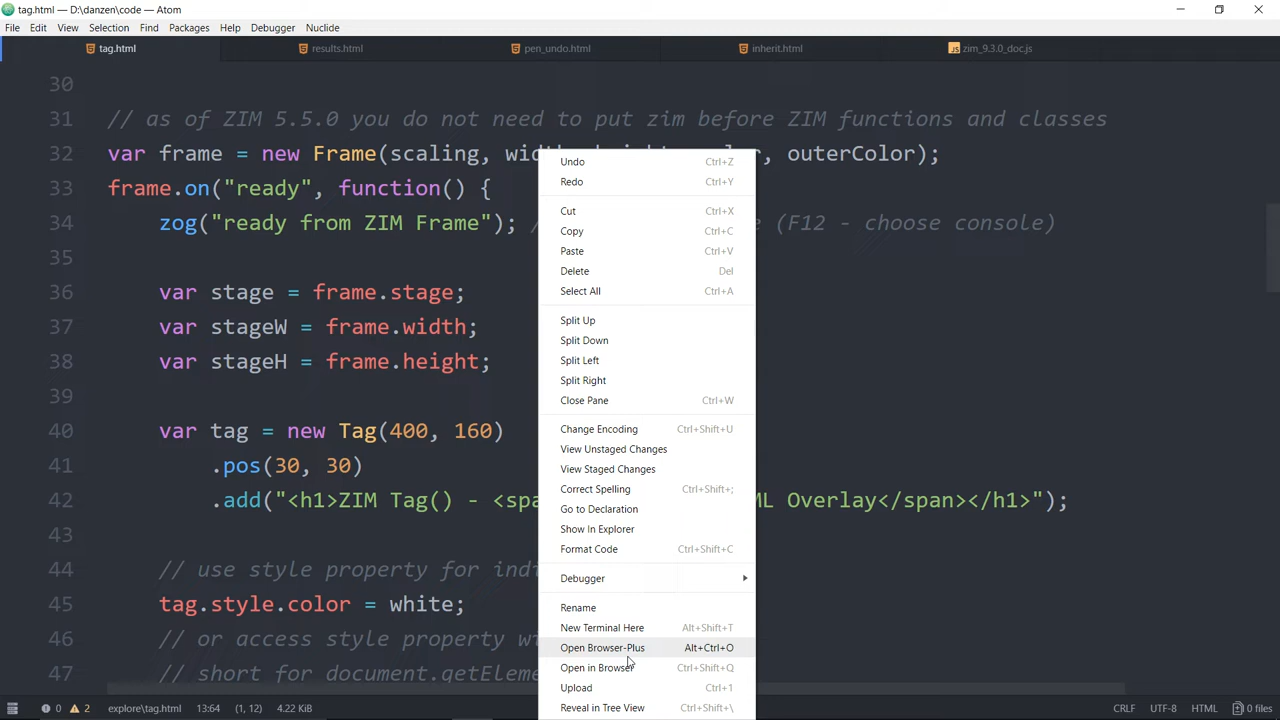 tag.html — D:\danzen\code — Atom
File Edit View Selection Find Packages Help Debugger Nuclide
tag.html results.html pen_undo.html inherit.html zim_9.3.0_doc.js
30
31 // as of ZIM 5.5.0 you do not need to put zim before ZIM functions and classes
32 var frame = new Frame(scaling, outerColor);
33 frame.on("ready", function() {
34 zog("ready from ZIM Frame"); (F12 - choose console)
35
36 var stage = frame.stage;
37 var stageW = frame.width;
38 var stageH = frame.height;
39
40 var tag = new Tag(400, 160)
41 .pos(30, 30)
42 .add("<h1>ZIM Tag() - <spa ML Overlay</span></h1>");
43
44 // use style property for ind
45 tag.style.color = white;
46 // or access style property w
47 // short for document.getEleme
Undo Ctrl+Z
Redo Ctrl+Y
Cut Ctrl+X
Copy Ctrl+C
Paste Ctrl+V
Delete Del
Select All Ctrl+A
Split Up
Split Down
Split Left
Split Right
Close Pane Ctrl+W
Change Encoding Ctrl+Shift+U
View Unstaged Changes
View Staged Changes
Correct Spelling Ctrl+Shift+;
Go to Declaration
Show In Explorer
Format Code Ctrl+Shift+C
Debugger
Rename
New Terminal Here Alt+Shift+T
Open Browser-Plus Alt+Ctrl+O
Open in Browser Ctrl+Shift+Q
Upload Ctrl+1
Reveal in Tree View Ctrl+Shift+\
0 2 explore\tag.html 13:64 (1, 12) 4.22 KiB CRLF UTF-8 HTML 0 files